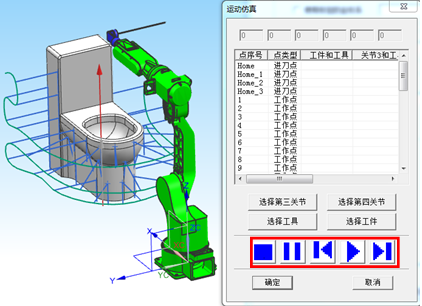 运动仿真
0 0 0 0 0 0
点序号 点类型 工件和工具 关节3和工
Home 进刀点
Home_1 进刀点
Home_2 进刀点
Home_3 进刀点
1 工作点
2 工作点
3 工作点
4 工作点
5 工作点
6 工作点
7 工作点
8 工作点
9 工作点
选择第三关节 选择第四关节
选择工具 选择工件
确定 取消
X
Y
YC